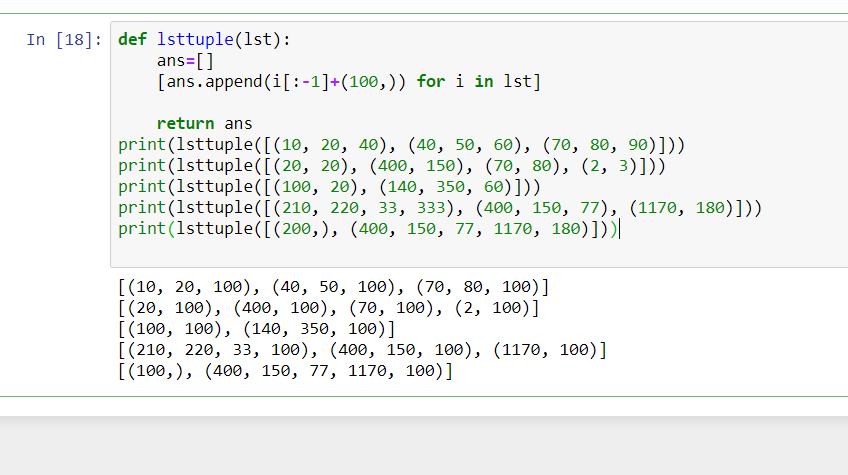 In [18]: def lsttuple(lst):
    ans=[]
    [ans.append(i[:-1]+(100,)) for i in lst]
    return ans
print(lsttuple([(10, 20, 40), (40, 50, 60), (70, 80, 90)]))
print(lsttuple([(20, 20), (400, 150), (70, 80), (2, 3)]))
print(lsttuple([(100, 20), (140, 350, 60)]))
print(lsttuple([(210, 220, 33, 333), (400, 150, 77), (1170, 180)]))
print(lsttuple([(200,), (400, 150, 77, 1170, 180)]))
[(10, 20, 100), (40, 50, 100), (70, 80, 100)]
[(20, 100), (400, 100), (70, 100), (2, 100)]
[(100, 100), (140, 350, 100)]
[(210, 220, 33, 100), (400, 150, 100), (1170, 100)]
[(100,), (400, 150, 77, 1170, 100)]